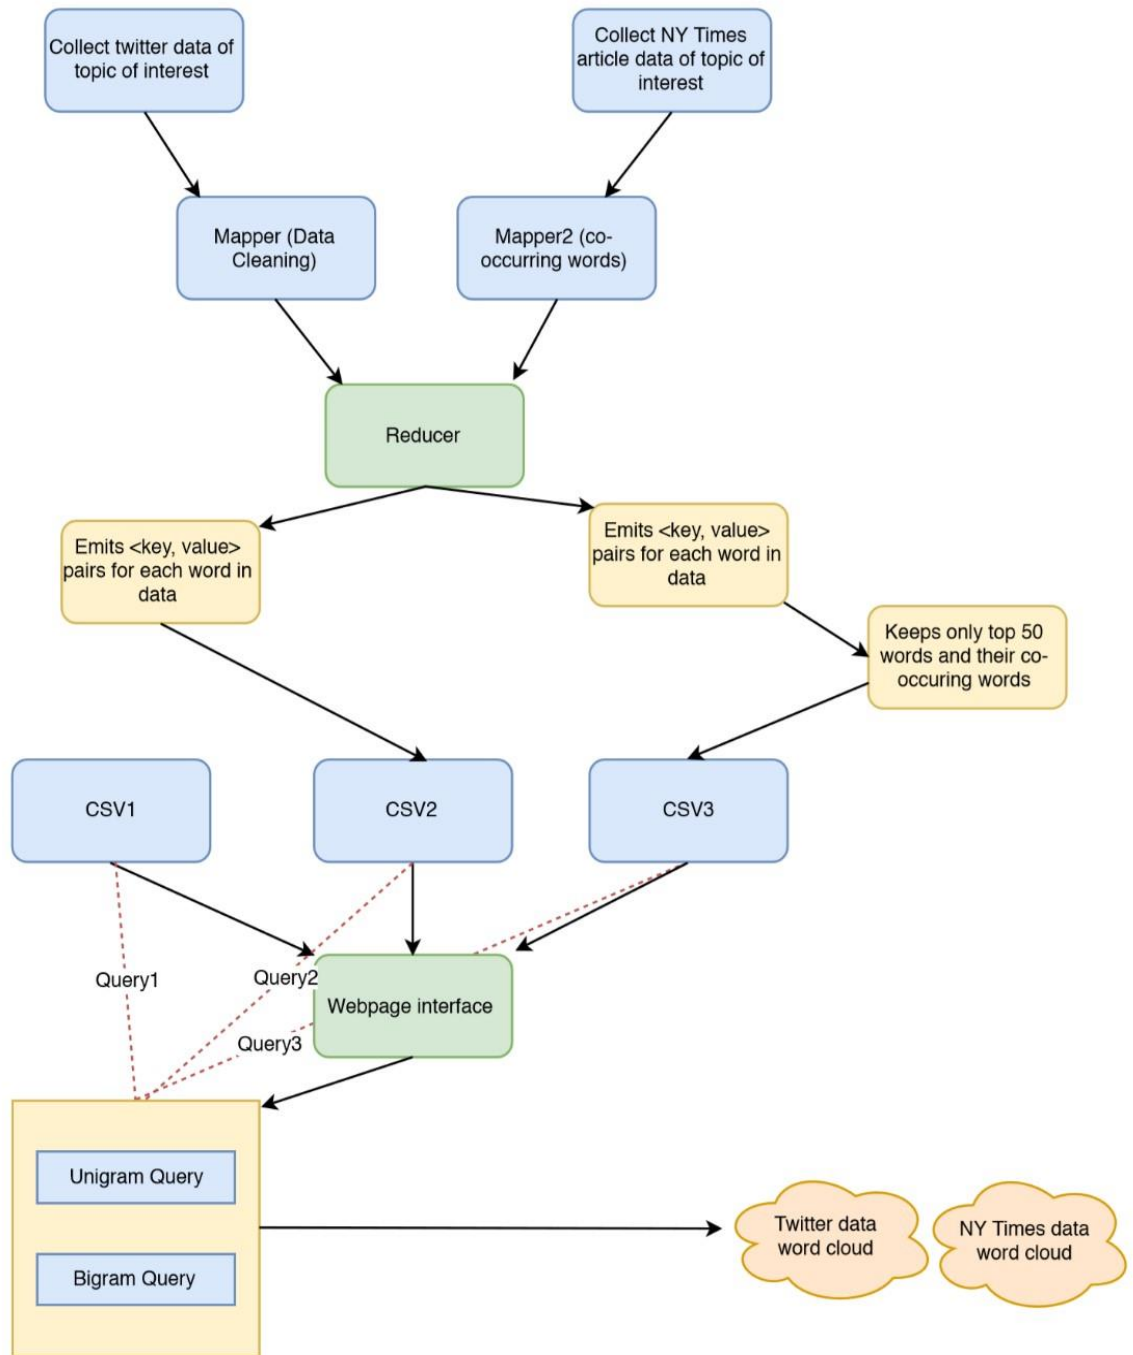 Collect twitter data of
topic of interest
Collect NY Times
article data of topic of
interest
Mapper (Data
Cleaning)
Mapper2 (co-
occurring words)
Reducer
Emits <key, value>
pairs for each word in
data
Emits <key, value>
pairs for each word in
data
Keeps only top 50
words and their co-
occuring words
CSV1
CSV2
CSV3
Query1
Query2
Query3
Webpage interface
Unigram Query
Bigram Query
Twitter data
word cloud
NY Times data
word cloud